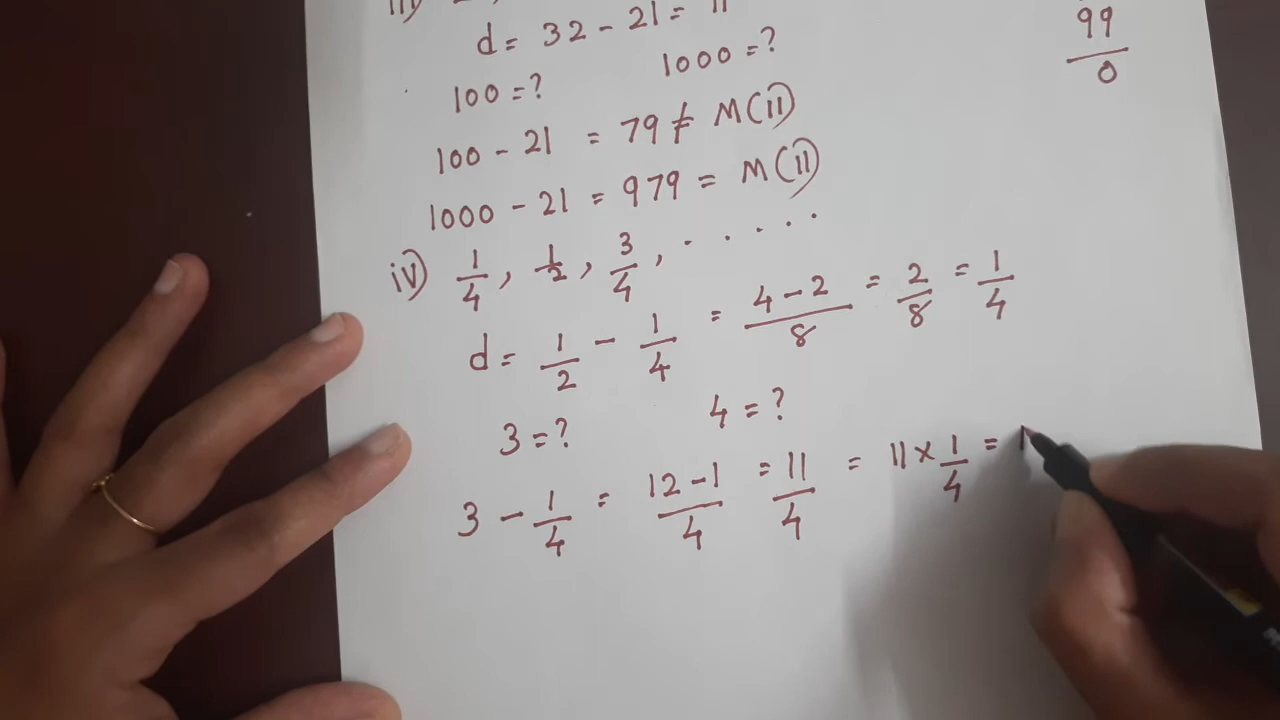 d = 32 - 21 = 11
99
100 = ? 1000 = ?
0
100 - 21 = 79 ≠ M(11)
1000 - 21 = 979 = M(11)
iv) 1/4, 1/2, 3/4, . . . . .
d = 1/2 - 1/4 = 4-2/8 = 2/8 = 1/4
3 = ? 4 = ?
3 - 1/4 = 12-1/4 = 11/4 = 11 × 1/4 =